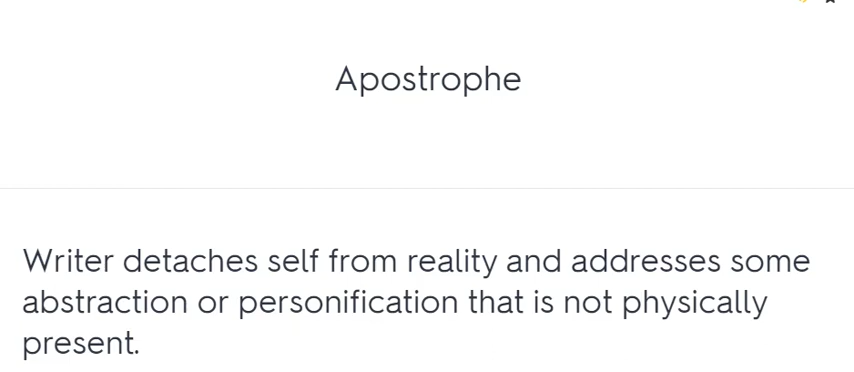 Apostrophe
Writer detaches self from reality and addresses some
abstraction or personification that is not physically
present.